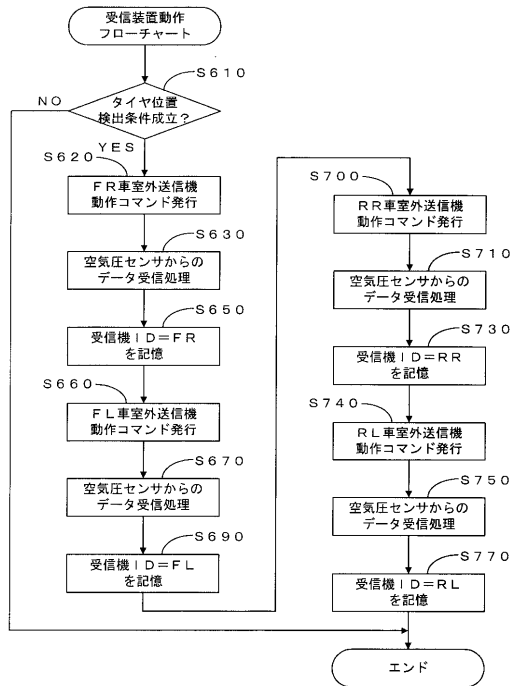 受信装置動作
フローチャート
S610
NO
タイヤ位置
検出条件成立？
YES
S620
FR車室外送信機
動作コマンド発行
S630
空気圧センサからの
データ受信処理
S650
受信機ID=FR
を記憶
S660
FL車室外送信機
動作コマンド発行
S670
空気圧センサからの
データ受信処理
S690
受信機ID=FL
を記憶
S700
RR車室外送信機
動作コマンド発行
S710
空気圧センサからの
データ受信処理
S730
受信機ID=RR
を記憶
S740
RL車室外送信機
動作コマンド発行
S750
空気圧センサからの
データ受信処理
S770
受信機ID=RL
を記憶
エンド